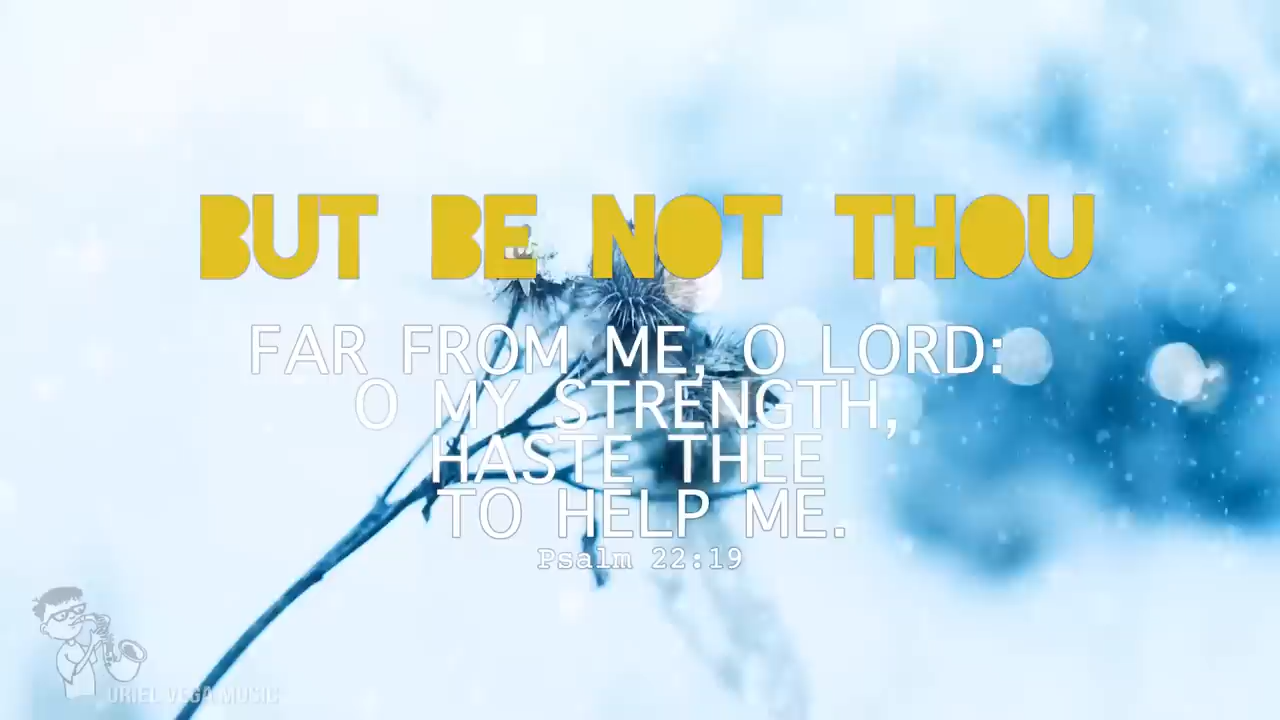 BUT BE NOT THOU
FAR FROM ME, O LORD:
O MY STRENGTH,
HASTE THEE
TO HELP ME.
Psalm 22:19
URIEL VEGA MUSIC